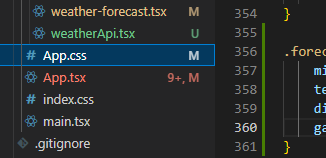 weather-forecast.tsx M
weatherApi.tsx U
# App.css M
App.tsx 9+, M
# index.css
main.tsx
.gitignore
354 }
355
356 .forec
357 mi
358 te
359 di
360 ga
361 }